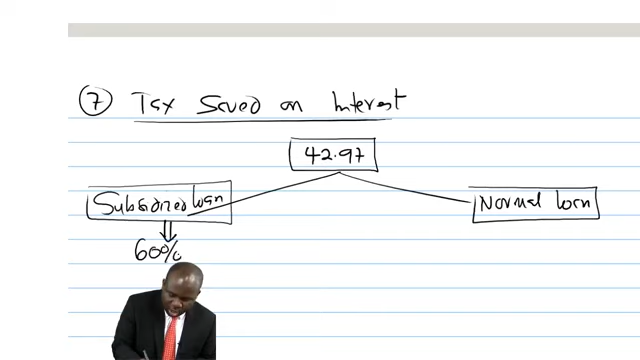 ⑦ Tax Saved on Interest
42.97
Subsidized loan
Normal loan
60%